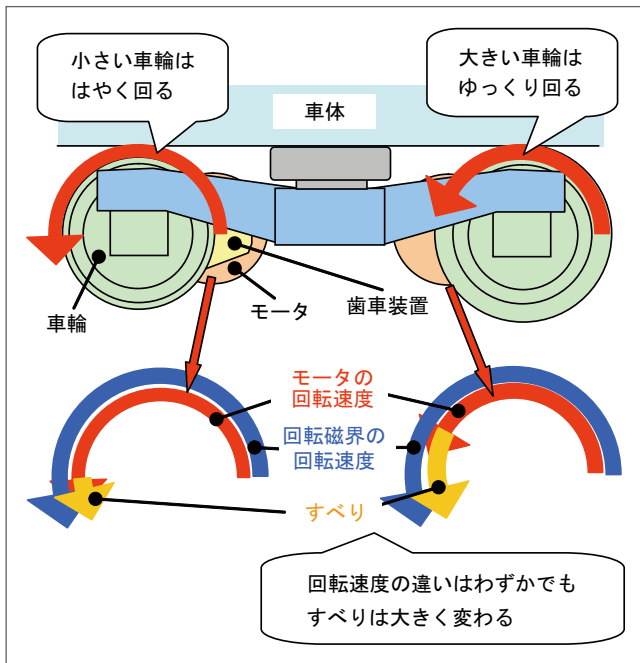 小さい車輪は
はやく回る
大きい車輪は
ゆっくり回る
車体
車輪
モータ
歯車装置
モータの
回転速度
回転磁界の
回転速度
すべり
回転速度の違いはわずかでも
すべりは大きく変わる